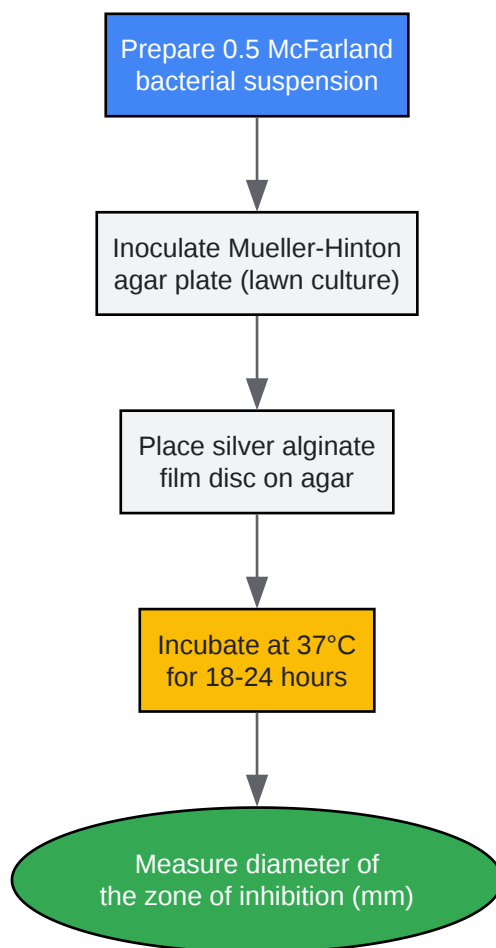 Prepare 0.5 McFarland
bacterial suspension
Inoculate Mueller-Hinton
agar plate (lawn culture)
Place silver alginate
film disc on agar
Incubate at 37°C
for 18-24 hours
Measure diameter of
the zone of inhibition (mm)